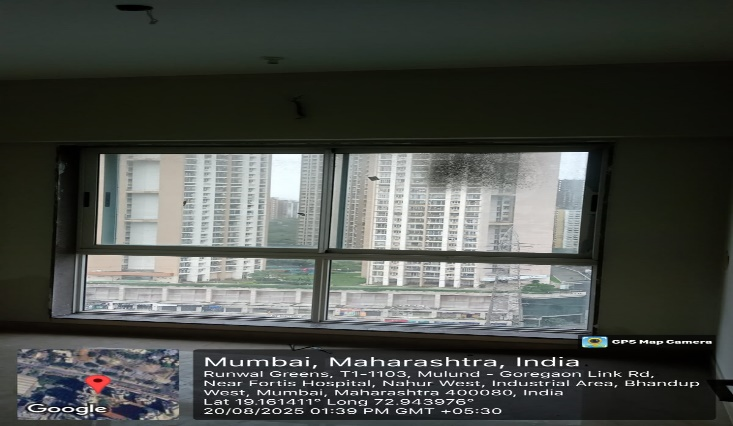 GPS Map Camera
Mumbai, Maharashtra, India
Runwal Greens, T1-1103, Mulund - Goregaon Link Rd,
Near Fortis Hospital, Nahur West, Industrial Area, Bhandup
West, Mumbai, Maharashtra 400080, India
Lat 19.161411° Long 72.943976°
20/08/2025 01:39 PM GMT +05:30
Google